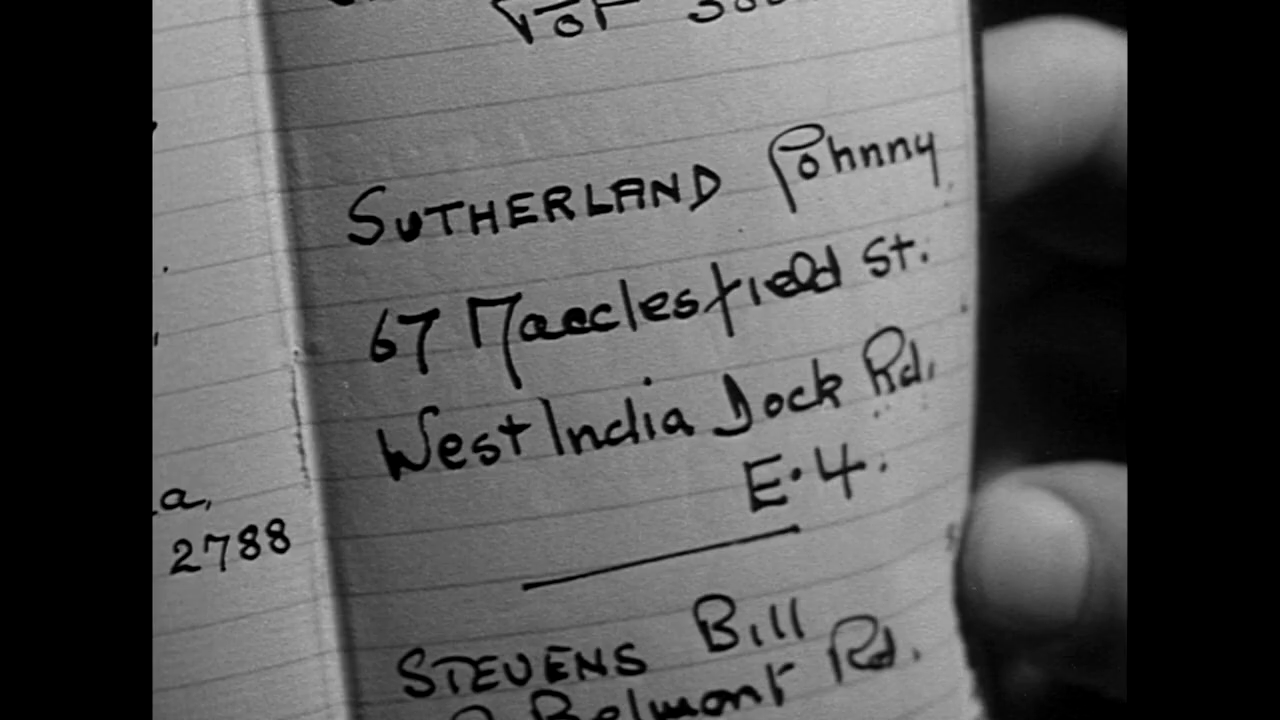 a,
2788
SUTHERLAND Johnny
67 Macclesfield St.
West India Dock Rd.
E.4.
STEVENS Bill
Belmont Rd.